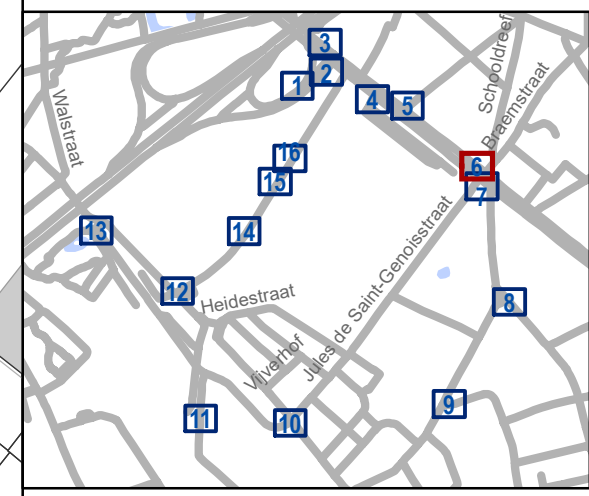 Schooldreef
3
2
1
4
5
Braemstraat
Walstraat
16
6
15
7
13
14
12
Heidestraat
Jules de Saint-Genoisstraat
8
Vijverhof
9
11
10